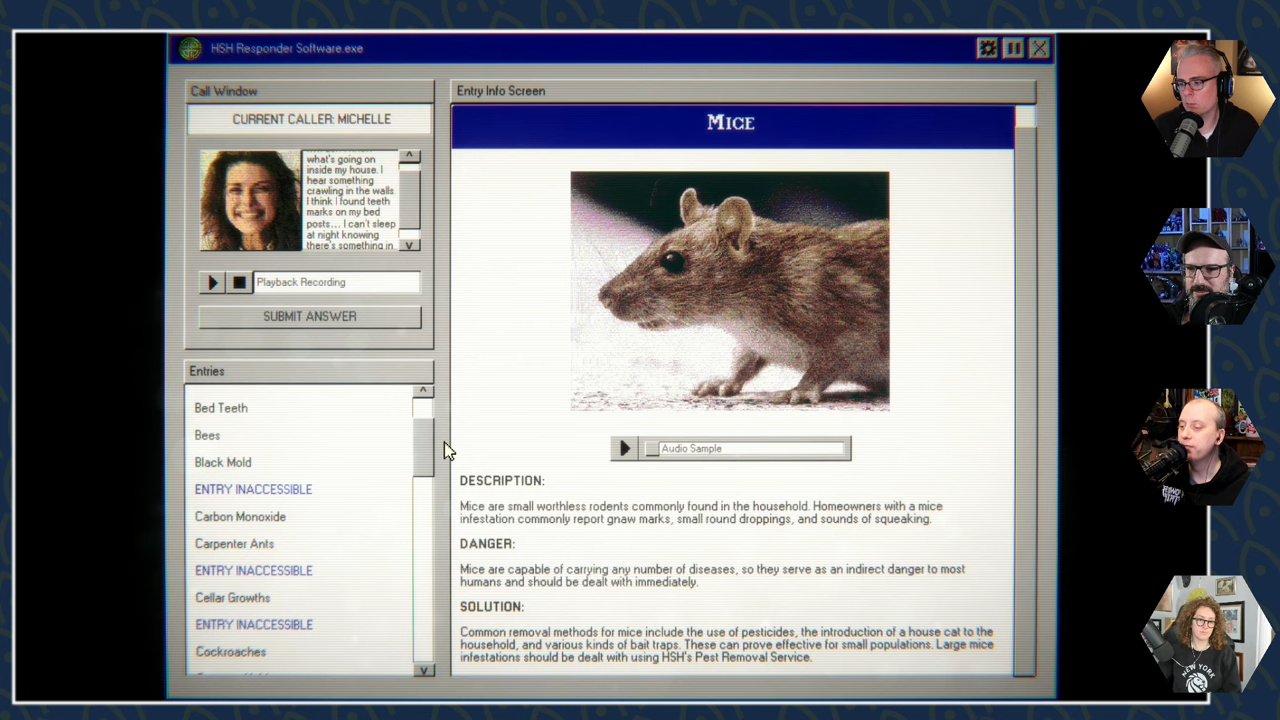 HSH Responder Software.exe
Call Window
CURRENT CALLER: MICHELLE
what's going on
inside my house. I
hear something
crawling in the walls.
I think I found teeth
marks on my bed
posts... I can't sleep
at night knowing
there's something in
Playback Recording
SUBMIT ANSWER
Entries
Bed Teeth
Bees
Black Mold
ENTRY INACCESSIBLE
Carbon Monoxide
Carpenter Ants
ENTRY INACCESSIBLE
Cellar Growths
ENTRY INACCESSIBLE
Cockroaches
Entry Info Screen
MICE
Audio Sample
DESCRIPTION:
Mice are small worthless rodents commonly found in the household. Homeowners with a mice
infestation commonly report gnaw marks, small round droppings, and sounds of squeaking.
DANGER:
Mice are capable of carrying any number of diseases, so they serve as an indirect danger to most
humans and should be dealt with immediately.
SOLUTION:
Common removal methods for mice include the use of pesticides, the introduction of a house cat to the
household, and various kinds of bait traps. These can prove effective for small populations. Large mice
infestations should be dealt with using HSH's Pest Removal Service.
NEW YORK